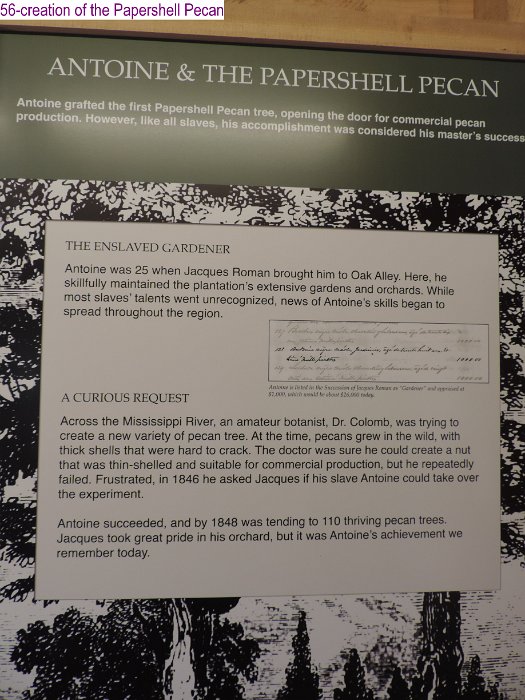 56-creation of the Papershell Pecan
ANTOINE & THE PAPERSHELL PECAN
Antoine grafted the first Papershell Pecan tree, opening the door for commercial pecan
production. However, like all slaves, his accomplishment was considered his master's success
THE ENSLAVED GARDENER
Antoine was 25 when Jacques Roman brought him to Oak Alley. Here, he
skillfully maintained the plantation's extensive gardens and orchards. While
most slaves' talents went unrecognized, news of Antoine's skills began to
spread throughout the region.
Antoine is listed in the Succession of Jacques Roman as "Gardener" and appraised at
$1,000, which would be about $26,000 today.
A CURIOUS REQUEST
Across the Mississippi River, an amateur botanist, Dr. Colomb, was trying to
create a new variety of pecan tree. At the time, pecans grew in the wild, with
thick shells that were hard to crack. The doctor was sure he could create a nut
that was thin-shelled and suitable for commercial production, but he repeatedly
failed. Frustrated, in 1846 he asked Jacques if his slave Antoine could take over
the experiment.
Antoine succeeded, and by 1848 was tending to 110 thriving pecan trees.
Jacques took great pride in his orchard, but it was Antoine's achievement we
remember today.